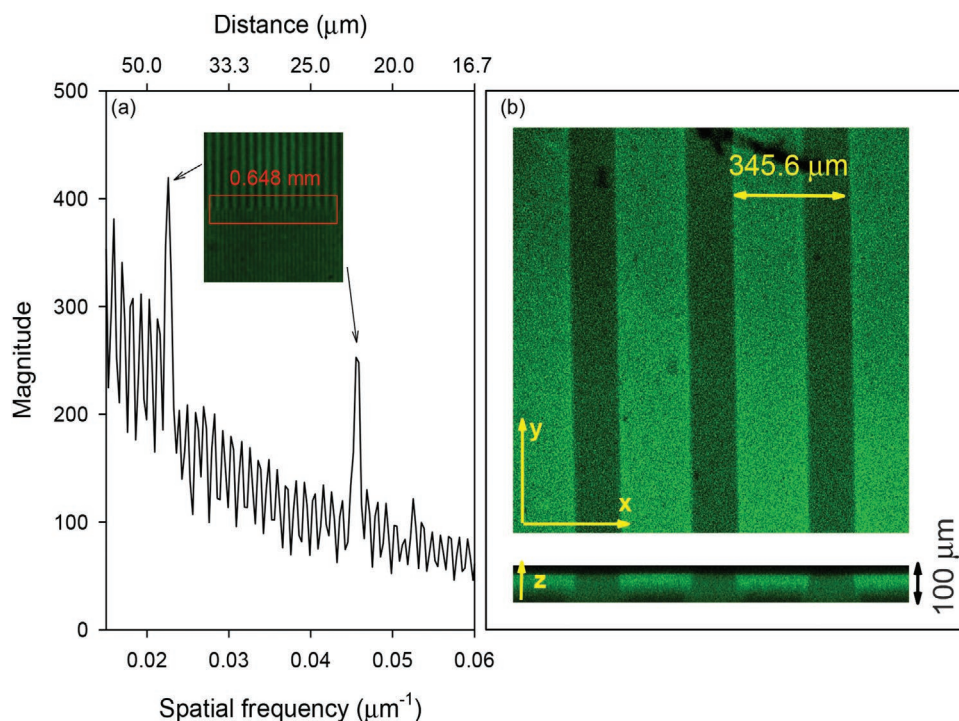 Distance (μm)
50.0 33.3 25.0 20.0 16.7
500
400
300
200
100
0
Magnitude
(a)
0.648 mm
0.02 0.03 0.04 0.05 0.06
Spatial frequency (μm⁻¹)
(b)
345.6 μm
y
x
z
100 μm